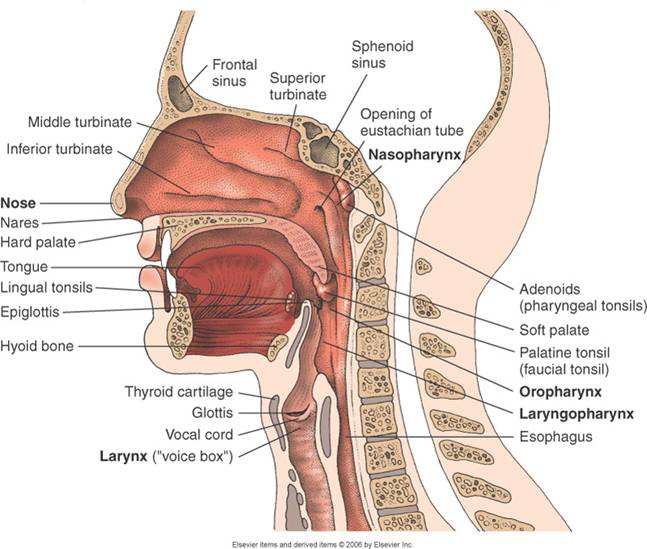 Frontal
sinus
Superior
turbinate
Sphenoid
sinus
Middle turbinate
Inferior turbinate
Opening of
eustachian tube
Nasopharynx
Nose
Nares
Hard palate
Tongue
Lingual tonsils
Epiglottis
Hyoid bone
Adenoids
(pharyngeal tonsils)
Soft palate
Palatine tonsil
(faucial tonsil)
Oropharynx
Laryngopharynx
Esophagus
Thyroid cartilage
Glottis
Vocal cord
Larynx ("voice box")
Elsevier items and derived items © 2006 by Elsevier Inc.